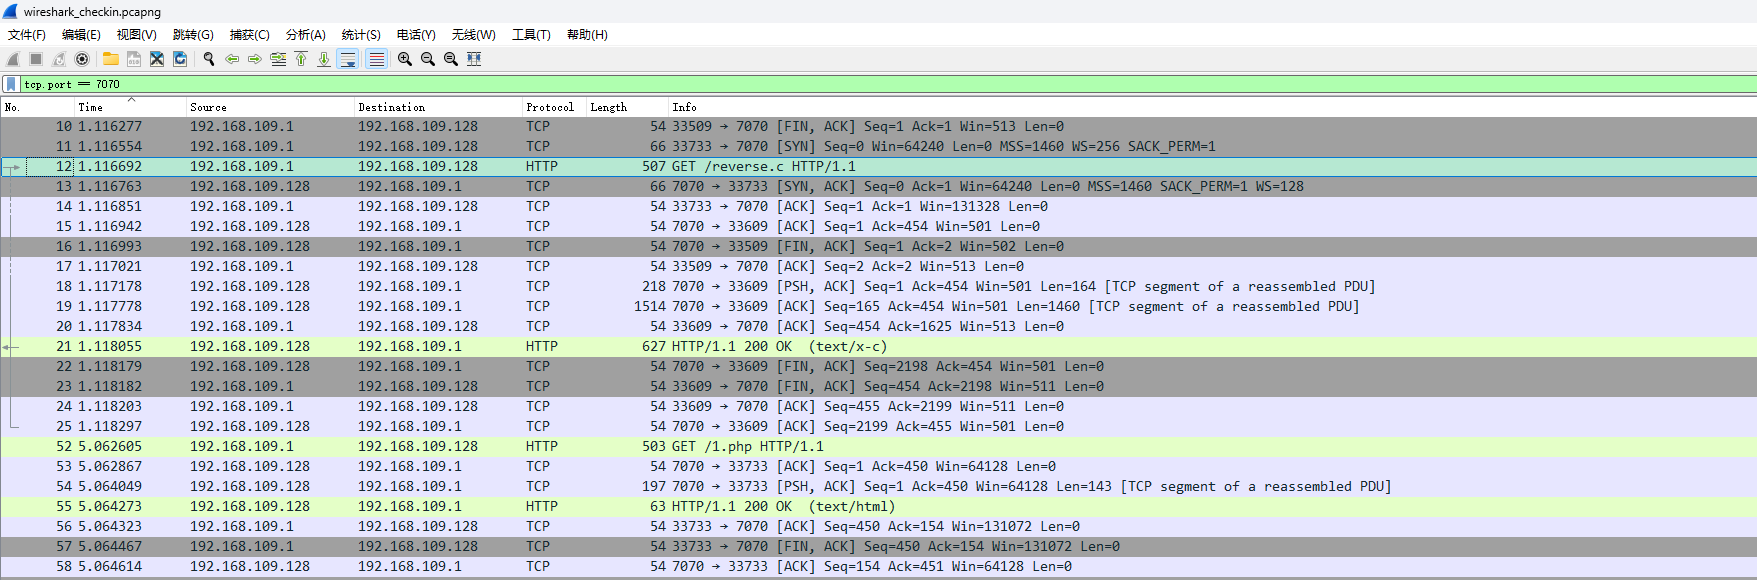 wireshark_checkin.pcapng
文件(F) 编辑(E) 视图(V) 跳转(G) 捕获(C) 分析(A) 统计(S) 电话(Y) 无线(W) 工具(T) 帮助(H)
tcp.port == 7070
No. Time Source Destination Protocol Length Info
10 1.116277 192.168.109.1 192.168.109.128 TCP 54 33509 → 7070 [FIN, ACK] Seq=1 Ack=1 Win=513 Len=0
11 1.116554 192.168.109.1 192.168.109.128 TCP 66 33733 → 7070 [SYN] Seq=0 Win=64240 Len=0 MSS=1460 WS=256 SACK_PERM=1
12 1.116692 192.168.109.1 192.168.109.128 HTTP 507 GET /reverse.c HTTP/1.1
13 1.116763 192.168.109.128 192.168.109.1 TCP 66 7070 → 33733 [SYN, ACK] Seq=0 Ack=1 Win=64240 Len=0 MSS=1460 SACK_PERM=1 WS=128
14 1.116851 192.168.109.1 192.168.109.128 TCP 54 33733 → 7070 [ACK] Seq=1 Ack=1 Win=131328 Len=0
15 1.116942 192.168.109.128 192.168.109.1 TCP 54 7070 → 33609 [ACK] Seq=1 Ack=454 Win=501 Len=0
16 1.116993 192.168.109.128 192.168.109.1 TCP 54 7070 → 33509 [FIN, ACK] Seq=1 Ack=2 Win=502 Len=0
17 1.117021 192.168.109.1 192.168.109.128 TCP 54 33509 → 7070 [ACK] Seq=2 Ack=2 Win=513 Len=0
18 1.117178 192.168.109.128 192.168.109.1 TCP 218 7070 → 33609 [PSH, ACK] Seq=1 Ack=454 Win=501 Len=164 [TCP segment of a reassembled PDU]
19 1.117778 192.168.109.128 192.168.109.1 TCP 1514 7070 → 33609 [ACK] Seq=165 Ack=454 Win=501 Len=1460 [TCP segment of a reassembled PDU]
20 1.117834 192.168.109.1 192.168.109.128 TCP 54 33609 → 7070 [ACK] Seq=454 Ack=1625 Win=513 Len=0
21 1.118055 192.168.109.128 192.168.109.1 HTTP 627 HTTP/1.1 200 OK (text/x-c)
22 1.118179 192.168.109.128 192.168.109.1 TCP 54 7070 → 33609 [FIN, ACK] Seq=2198 Ack=454 Win=501 Len=0
23 1.118182 192.168.109.1 192.168.109.128 TCP 54 33609 → 7070 [FIN, ACK] Seq=454 Ack=2198 Win=511 Len=0
24 1.118203 192.168.109.1 192.168.109.128 TCP 54 33609 → 7070 [ACK] Seq=455 Ack=2199 Win=511 Len=0
25 1.118297 192.168.109.128 192.168.109.1 TCP 54 7070 → 33609 [ACK] Seq=2199 Ack=455 Win=501 Len=0
52 5.062605 192.168.109.1 192.168.109.128 HTTP 503 GET /1.php HTTP/1.1
53 5.062867 192.168.109.128 192.168.109.1 TCP 54 7070 → 33733 [ACK] Seq=1 Ack=450 Win=64128 Len=0
54 5.064049 192.168.109.128 192.168.109.1 TCP 197 7070 → 33733 [PSH, ACK] Seq=1 Ack=450 Win=64128 Len=143 [TCP segment of a reassembled PDU]
55 5.064273 192.168.109.128 192.168.109.1 HTTP 63 HTTP/1.1 200 OK (text/html)
56 5.064323 192.168.109.1 192.168.109.128 TCP 54 33733 → 7070 [ACK] Seq=450 Ack=154 Win=131072 Len=0
57 5.064467 192.168.109.1 192.168.109.128 TCP 54 33733 → 7070 [FIN, ACK] Seq=450 Ack=154 Win=131072 Len=0
58 5.064614 192.168.109.128 192.168.109.1 TCP 54 7070 → 33733 [ACK] Seq=154 Ack=451 Win=64128 Len=0